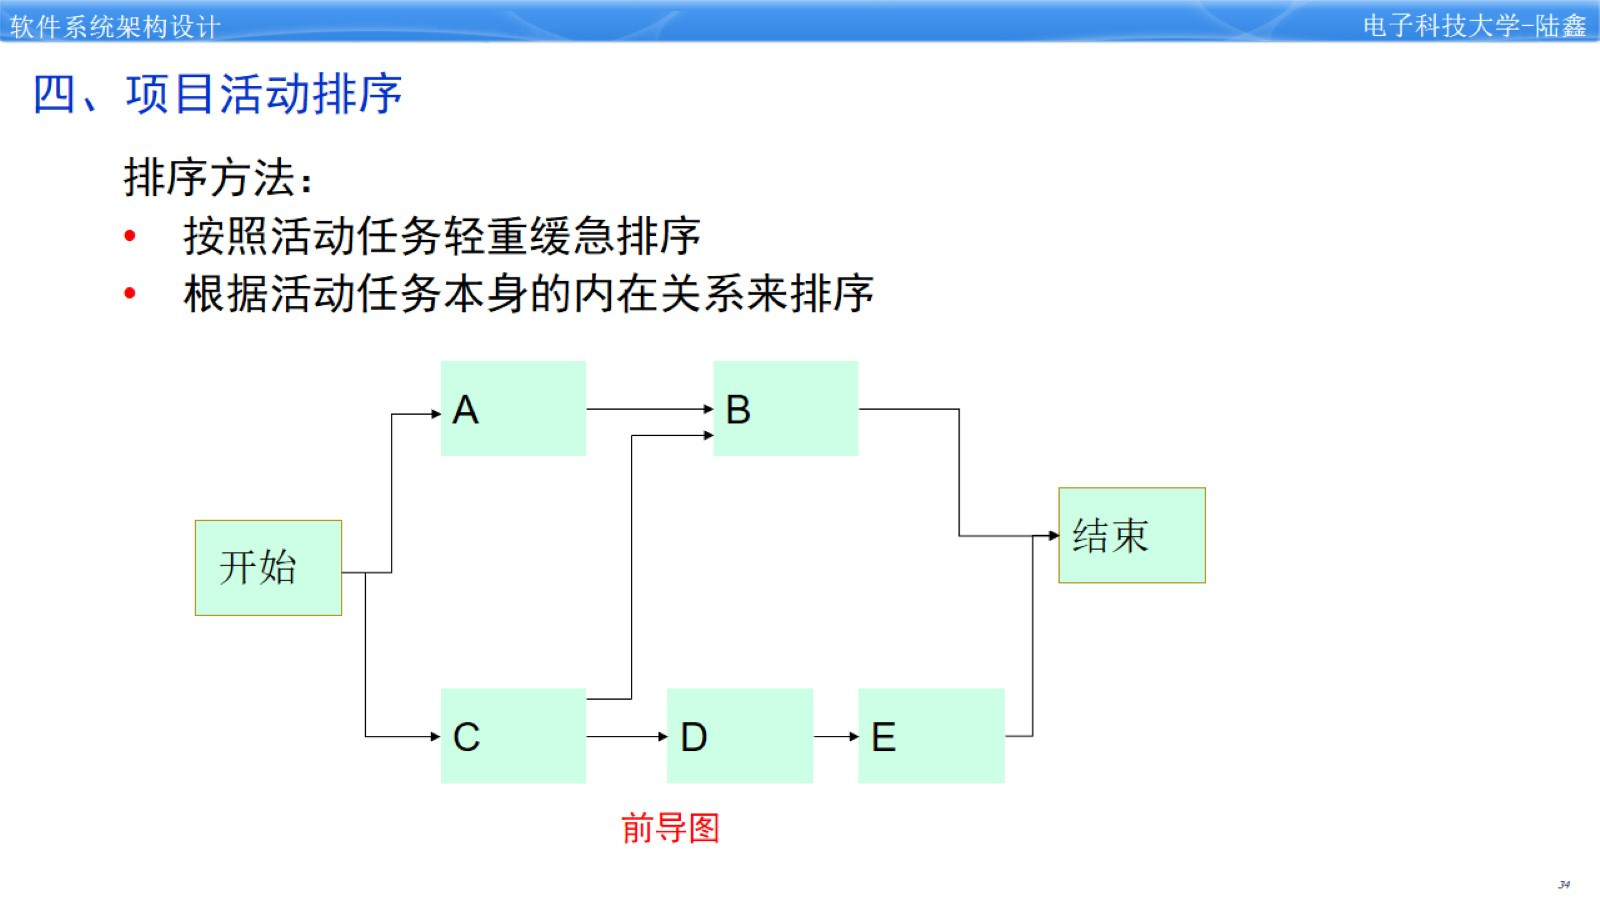 软件系统架构设计
电子科技大学-陆鑫
四、项目活动排序
排序方法：
• 按照活动任务轻重缓急排序
• 根据活动任务本身的内在关系来排序
A
B
开始
结束
C
D
E
前导图
34